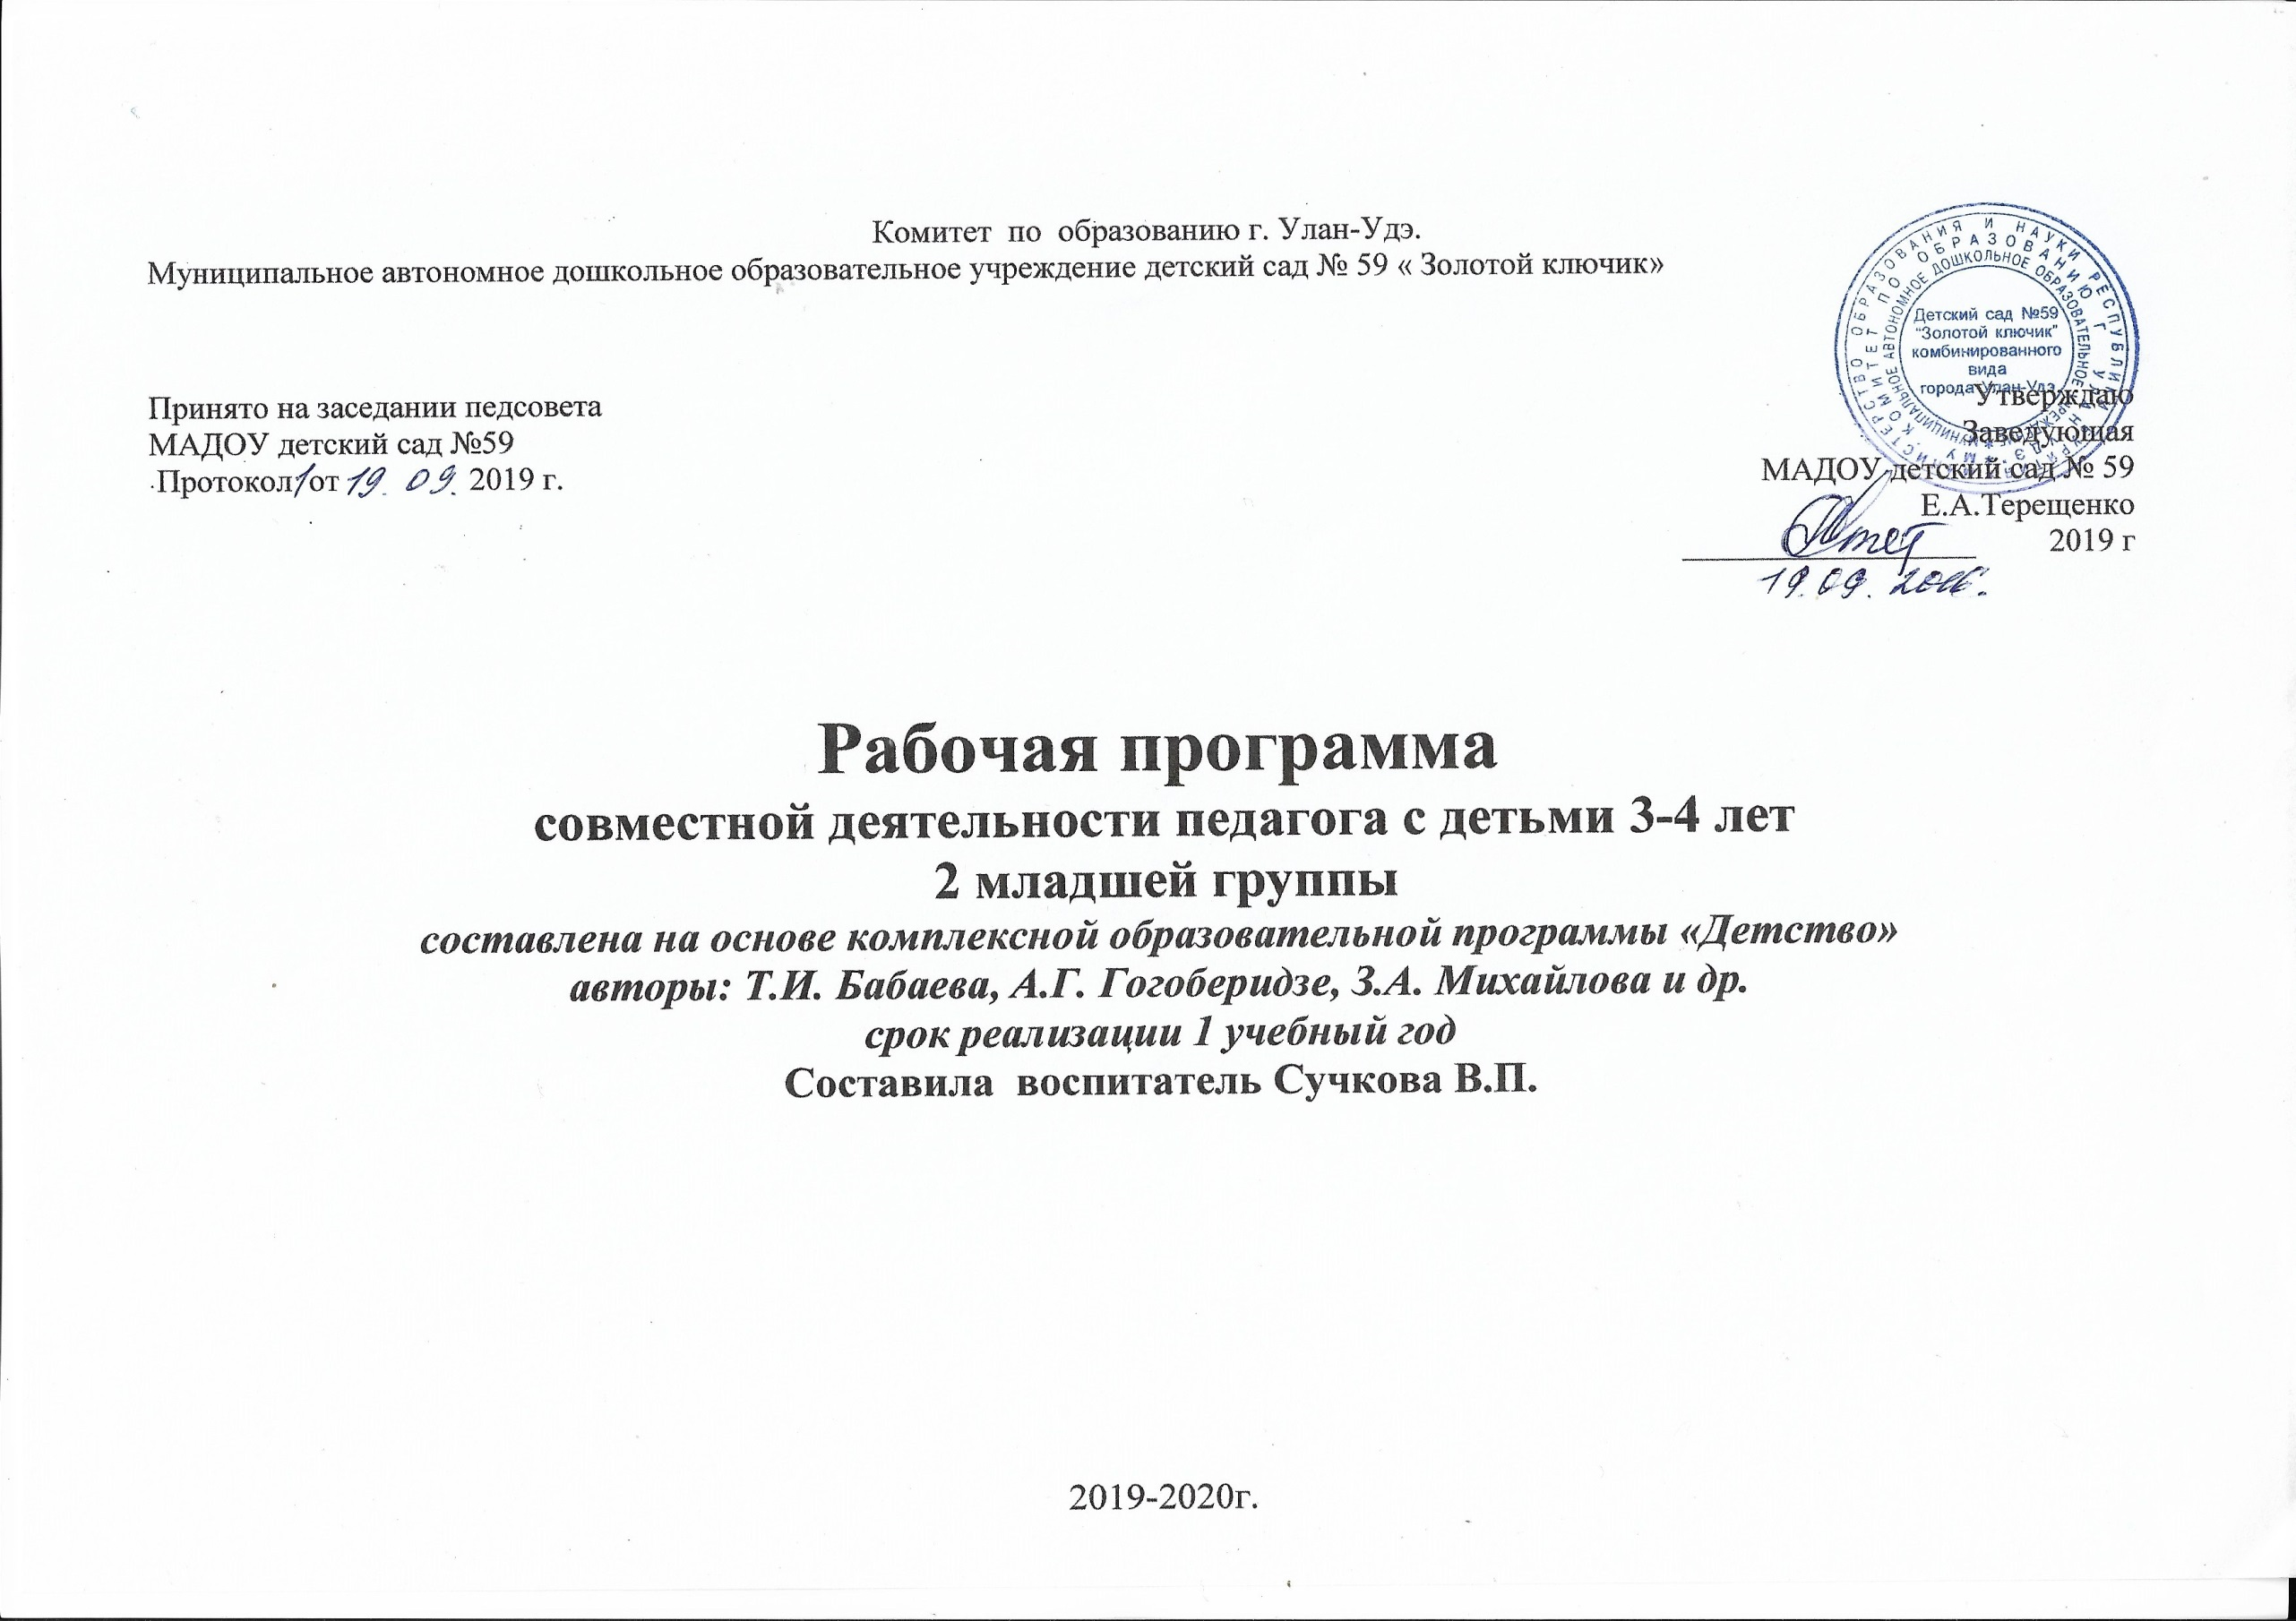 Комитет по образованию г. Улан-Удэ.
Муниципальное автономное дошкольное образовательное учреждение детский сад № 59 « Золотой ключик»
Детский сад №59
"Золотой ключик"
комбинированного
вида
города Улан-Удэ
Принято на заседании педсовета
МАДОУ детский сад №59
Протокол 1 от 19. 09. 2019 г.
Утверждаю
Заведующая
МАДОУ детский сад № 59
Е.А.Терещенко
2019 г
19.09.
Рабочая программа
совместной деятельности педагога с детьми 3-4 лет
2 младшей группы
составлена на основе комплексной образовательной программы «Детство»
авторы: Т.И. Бабаева, А.Г. Гогоберидзе, З.А. Михайлова и др.
срок реализации 1 учебный год
Составила воспитатель Сучкова В.П.
2019-2020г.